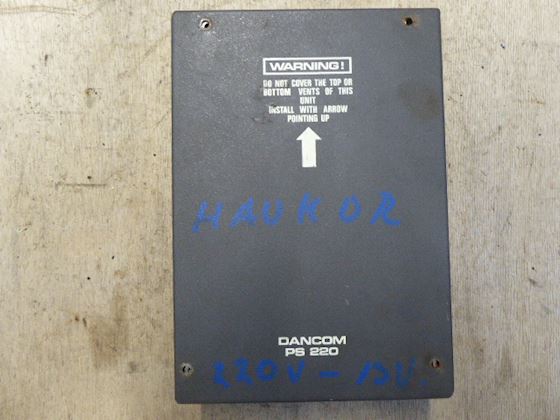 WARNING!
DO NOT COVER THE TOP OR
BOTTOM VENTS OF THIS
UNIT
INSTALL WITH ARROW
POINTING UP
HAUKOR
DANCOM
PS 220
220V-